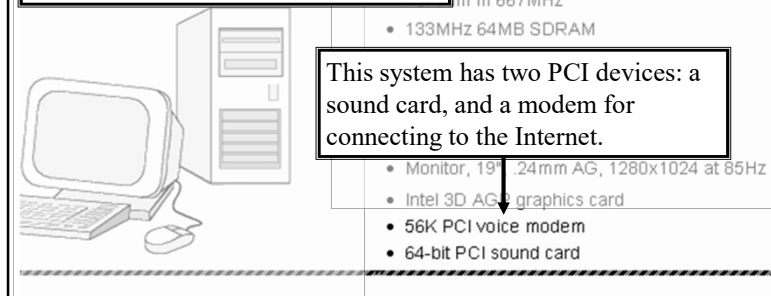 667MHz
• 133MHz 64MB SDRAM
This system has two PCI devices: a
sound card, and a modem for
connecting to the Internet.
• Monitor, 19", .24mm AG, 1280x1024 at 85Hz
• Intel 3D AGP graphics card
• 56K PCI voice modem
• 64-bit PCI sound card